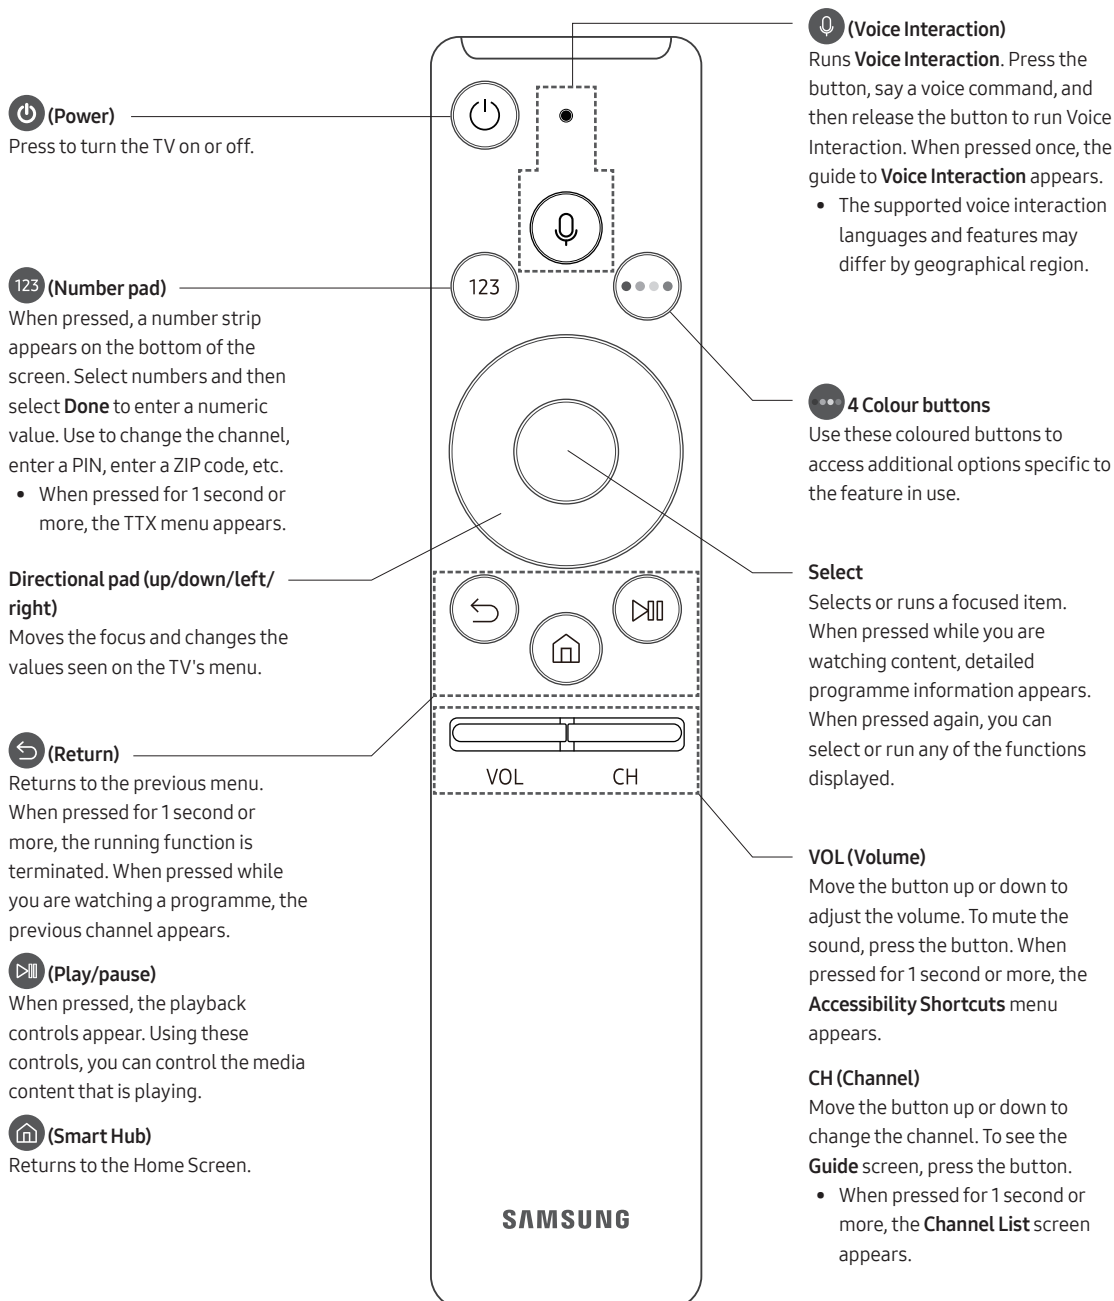 (Power)
Press to turn the TV on or off.
123 (Number pad)
When pressed, a number strip
appears on the bottom of the
screen. Select numbers and then
select Done to enter a numeric
value. Use to change the channel,
enter a PIN, enter a ZIP code, etc.
• When pressed for 1 second or
more, the TTX menu appears.
Directional pad (up/down/left/
right)
Moves the focus and changes the
values seen on the TV's menu.
(Return)
Returns to the previous menu.
When pressed for 1 second or
more, the running function is
terminated. When pressed while
you are watching a programme, the
previous channel appears.
(Play/pause)
When pressed, the playback
controls appear. Using these
controls, you can control the media
content that is playing.
(Smart Hub)
Returns to the Home Screen.
123
VOL
CH
SAMSUNG
(Voice Interaction)
Runs Voice Interaction. Press the
button, say a voice command, and
then release the button to run Voice
Interaction. When pressed once, the
guide to Voice Interaction appears.
• The supported voice interaction
languages and features may
differ by geographical region.
4 Colour buttons
Use these coloured buttons to
access additional options specific to
the feature in use.
Select
Selects or runs a focused item.
When pressed while you are
watching content, detailed
programme information appears.
When pressed again, you can
select or run any of the functions
displayed.
VOL (Volume)
Move the button up or down to
adjust the volume. To mute the
sound, press the button. When
pressed for 1 second or more, the
Accessibility Shortcuts menu
appears.
CH (Channel)
Move the button up or down to
change the channel. To see the
Guide screen, press the button.
• When pressed for 1 second or
more, the Channel List screen
appears.